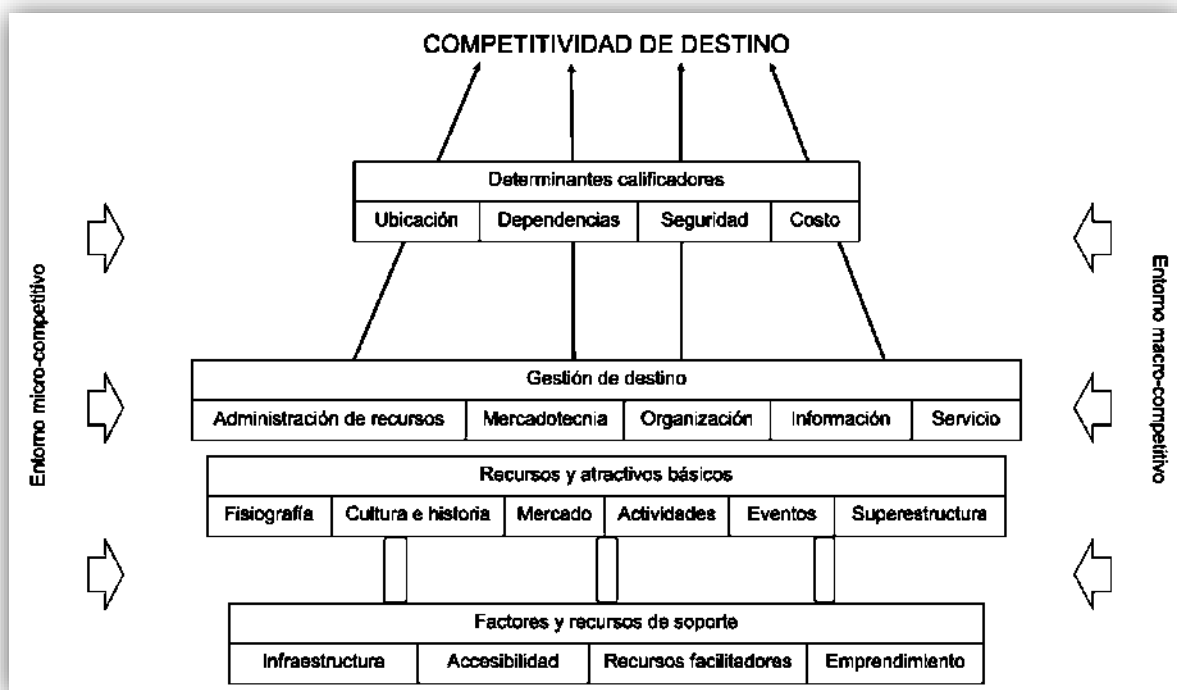 COMPETITIVIDAD DE DESTINO
Determinantes calificadores
Ubicación Dependencias Seguridad Costo
Entorno micro-competitivo
Entorno macro-competitivo
Gestión de destino
Administración de recursos Mercadotecnia Organización Información Servicio
Recursos y atractivos básicos
Fisiografía Cultura e historia Mercado Actividades Eventos Superestructura
Factores y recursos de soporte
Infraestructura Accesibilidad Recursos facilitadores Emprendimiento